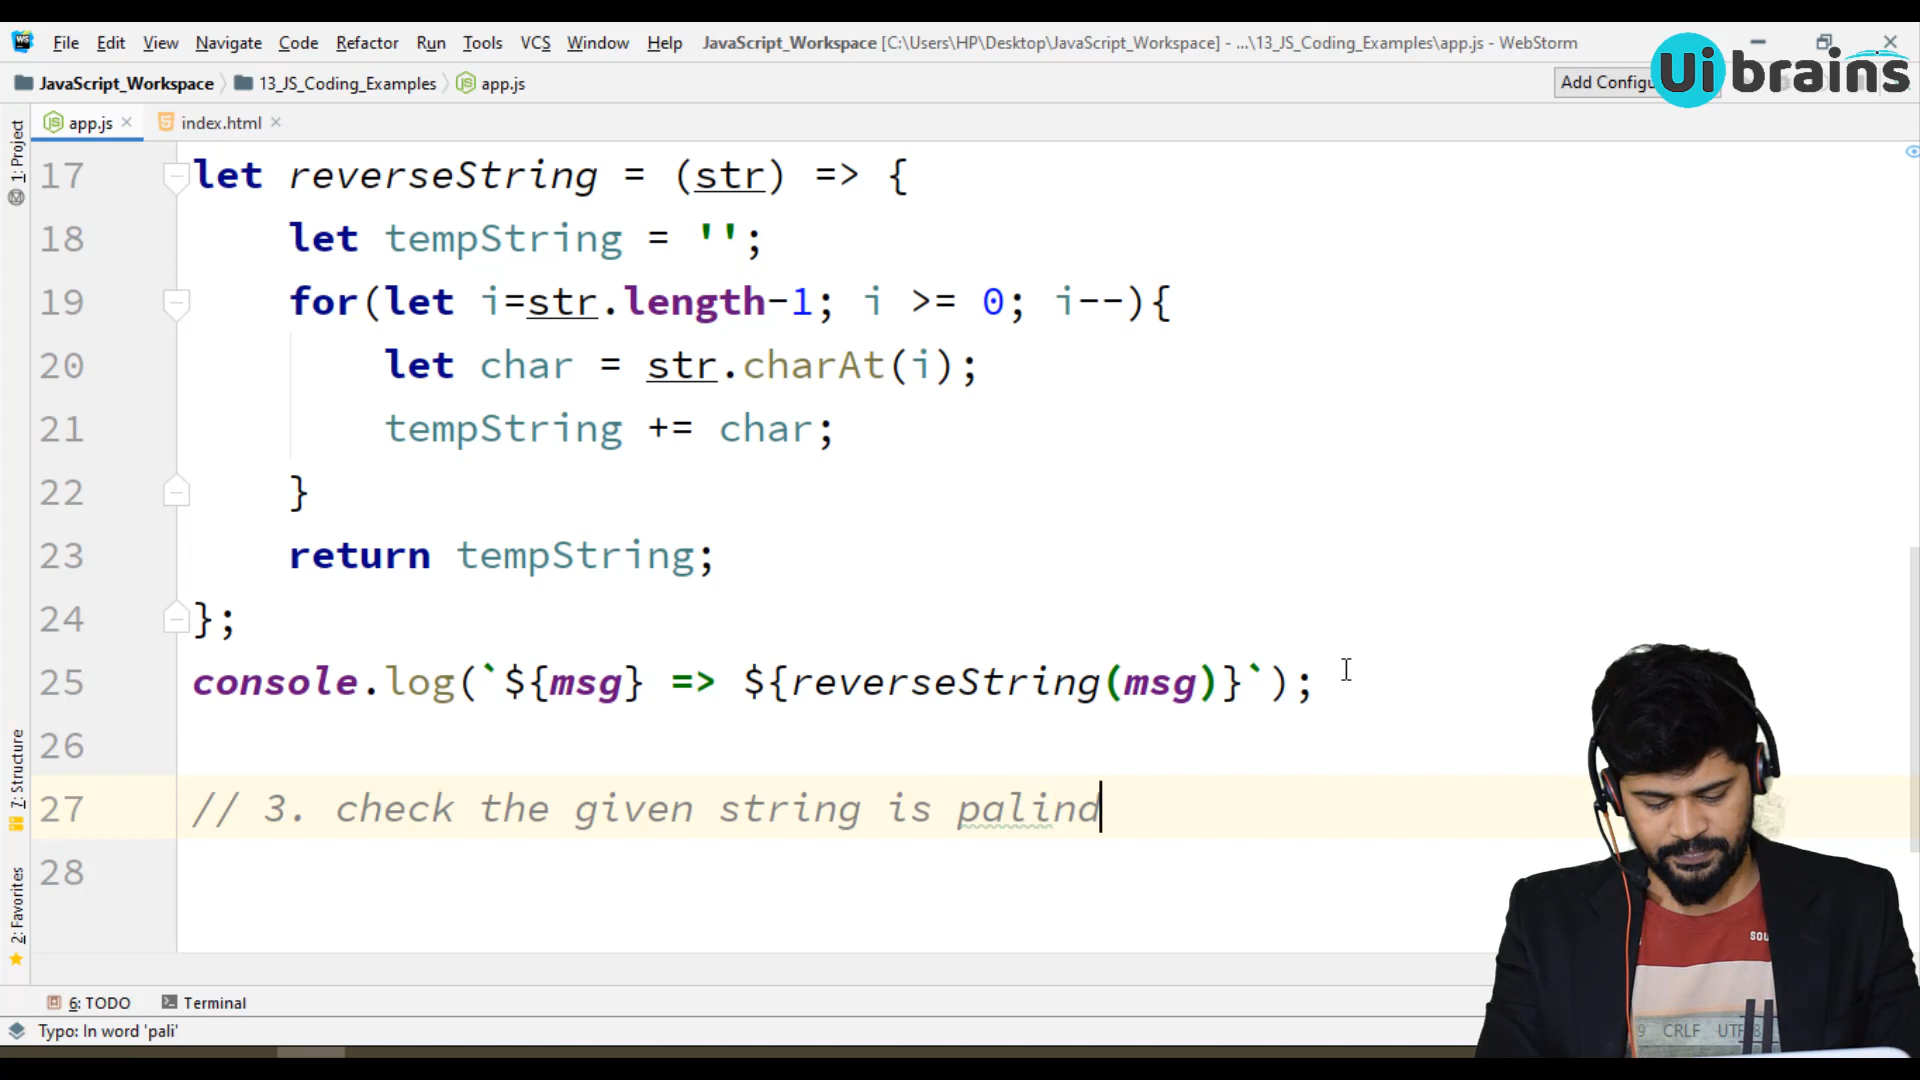 File Edit View Navigate Code Refactor Run Tools VCS Window Help JavaScript_Workspace [C:\Users\HP\Desktop\JavaScript_Workspace] - ...\13_JS_Coding_Examples\app.js - WebStorm
JavaScript_Workspace 13_JS_Coding_Examples app.js Add Configu
Ui brains
app.js index.html
1: Project
7: Structure
2: Favorites
17 let reverseString = (str) => {
18 let tempString = '';
19 for(let i=str.length-1; i >= 0; i--){
20 let char = str.charAt(i);
21 tempString += char;
22 }
23 return tempString;
24 };
25 console.log(`${msg} => ${reverseString(msg)}`);
26
27 // 3. check the given string is palind
28
6: TODO Terminal
Typo: In word 'pali'
CRLF